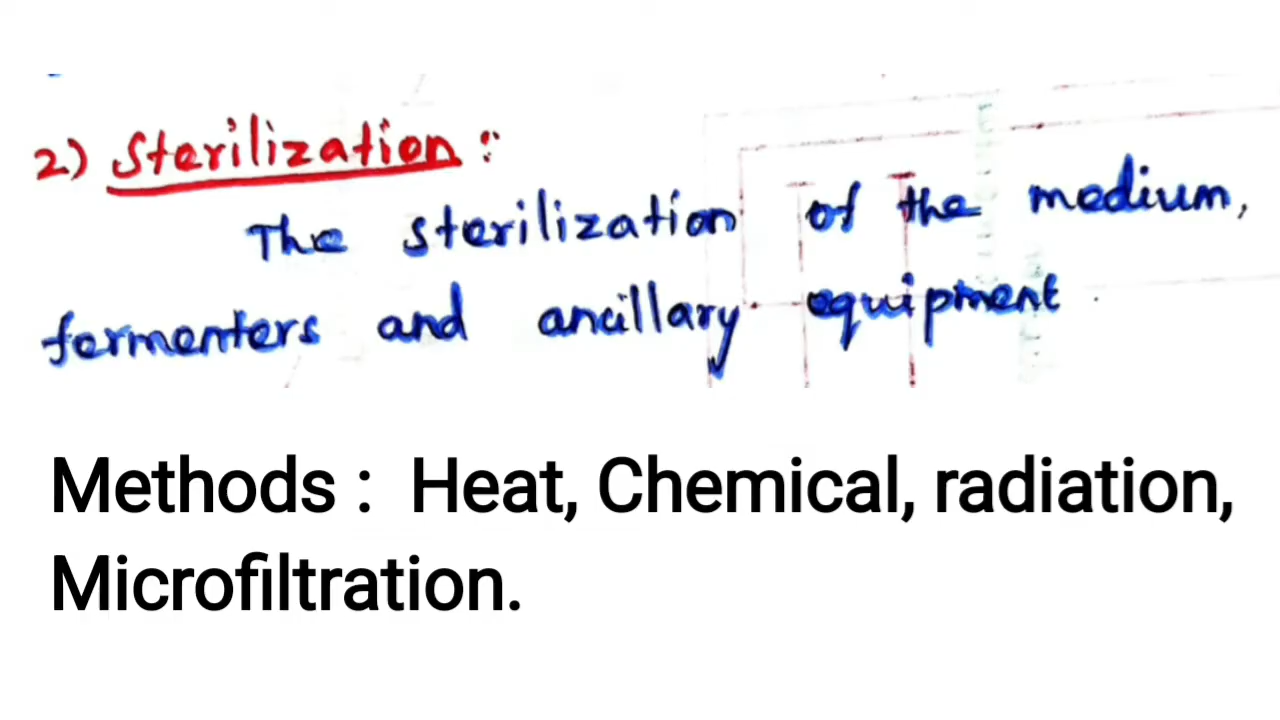 2) Sterilization :
The sterilization of the medium,
fermenters and ancillary equipment.
Methods : Heat, Chemical, radiation,
Microfiltration.